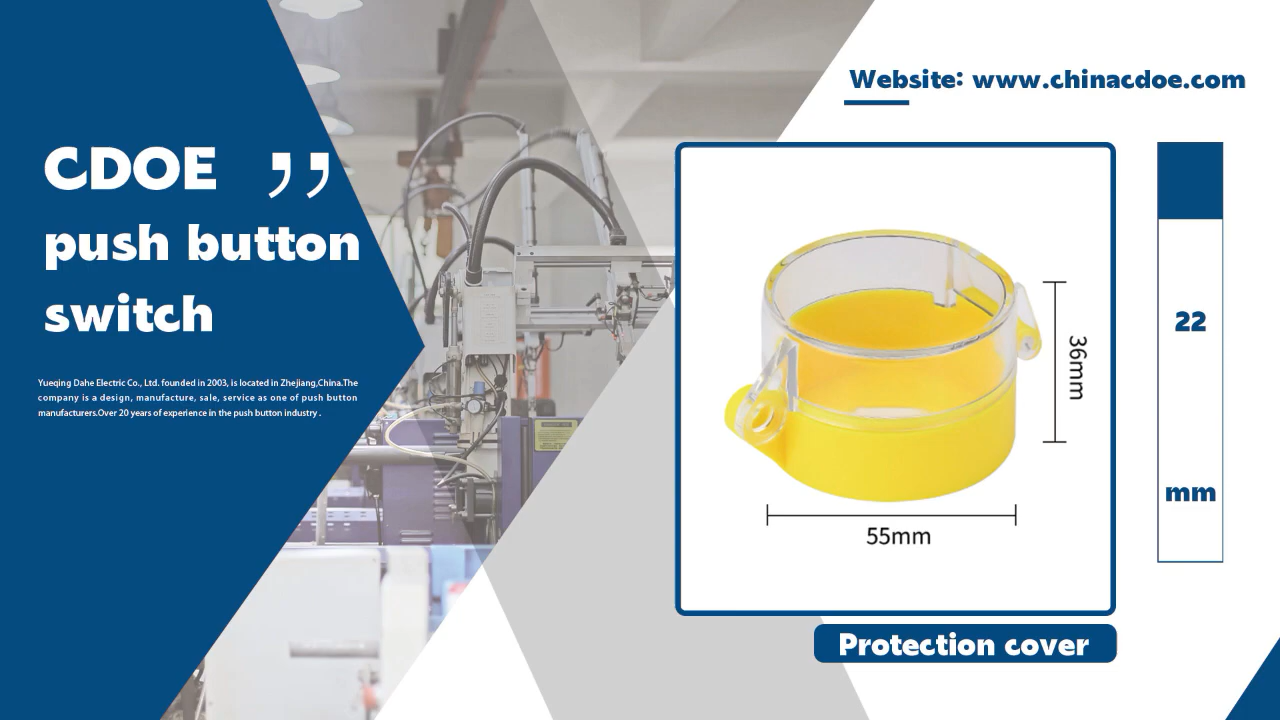 CDOE ,,
push button
switch
Yueqing Dahe Electric Co., Ltd. founded in 2003, is located in Zhejiang,China.The
company is a design, manufacture, sale, service as one of push button
manufacturers.Over 20 years of experience in the push button industry .
Website: www.chinacdoe.com
36mm
55mm
Protection cover
22
mm